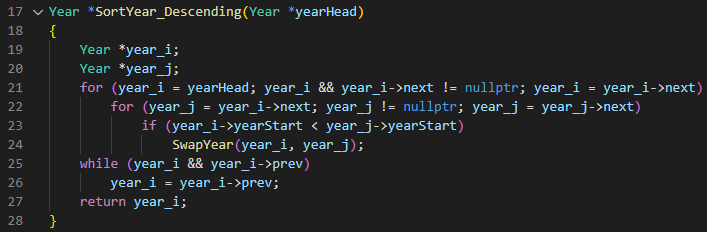 17 Year *SortYear_Descending(Year *yearHead)
18 {
19     Year *year_i;
20     Year *year_j;
21     for (year_i = yearHead; year_i && year_i->next != nullptr; year_i = year_i->next)
22         for (year_j = year_i->next; year_j != nullptr; year_j = year_j->next)
23             if (year_i->yearStart < year_j->yearStart)
24                 SwapYear(year_i, year_j);
25     while (year_i && year_i->prev)
26         year_i = year_i->prev;
27     return year_i;
28 }